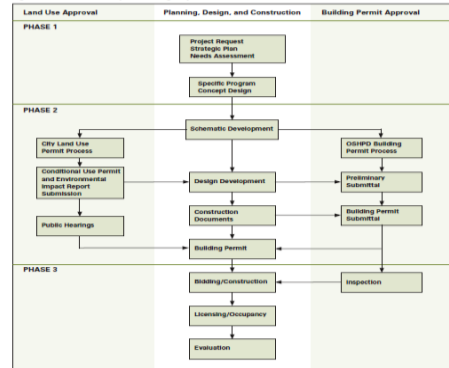 Land Use Approval
Planning, Design, and Construction
Building Permit Approval
PHASE 1
Project Request
Strategic Plan
Needs Assessment
Specific Program
Concept Design
PHASE 2
Schematic Development
City Land Use
Permit Process
OSHPD Building
Permit Process
Conditional Use Permit
and Environmental
Impact Report
Submission
Design Development
Preliminary
Submittal
Construction
Documents
Building Permit
Submittal
Public Hearings
Building Permit
PHASE 3
Bidding/Construction
Inspection
Licensing/Occupancy
Evaluation